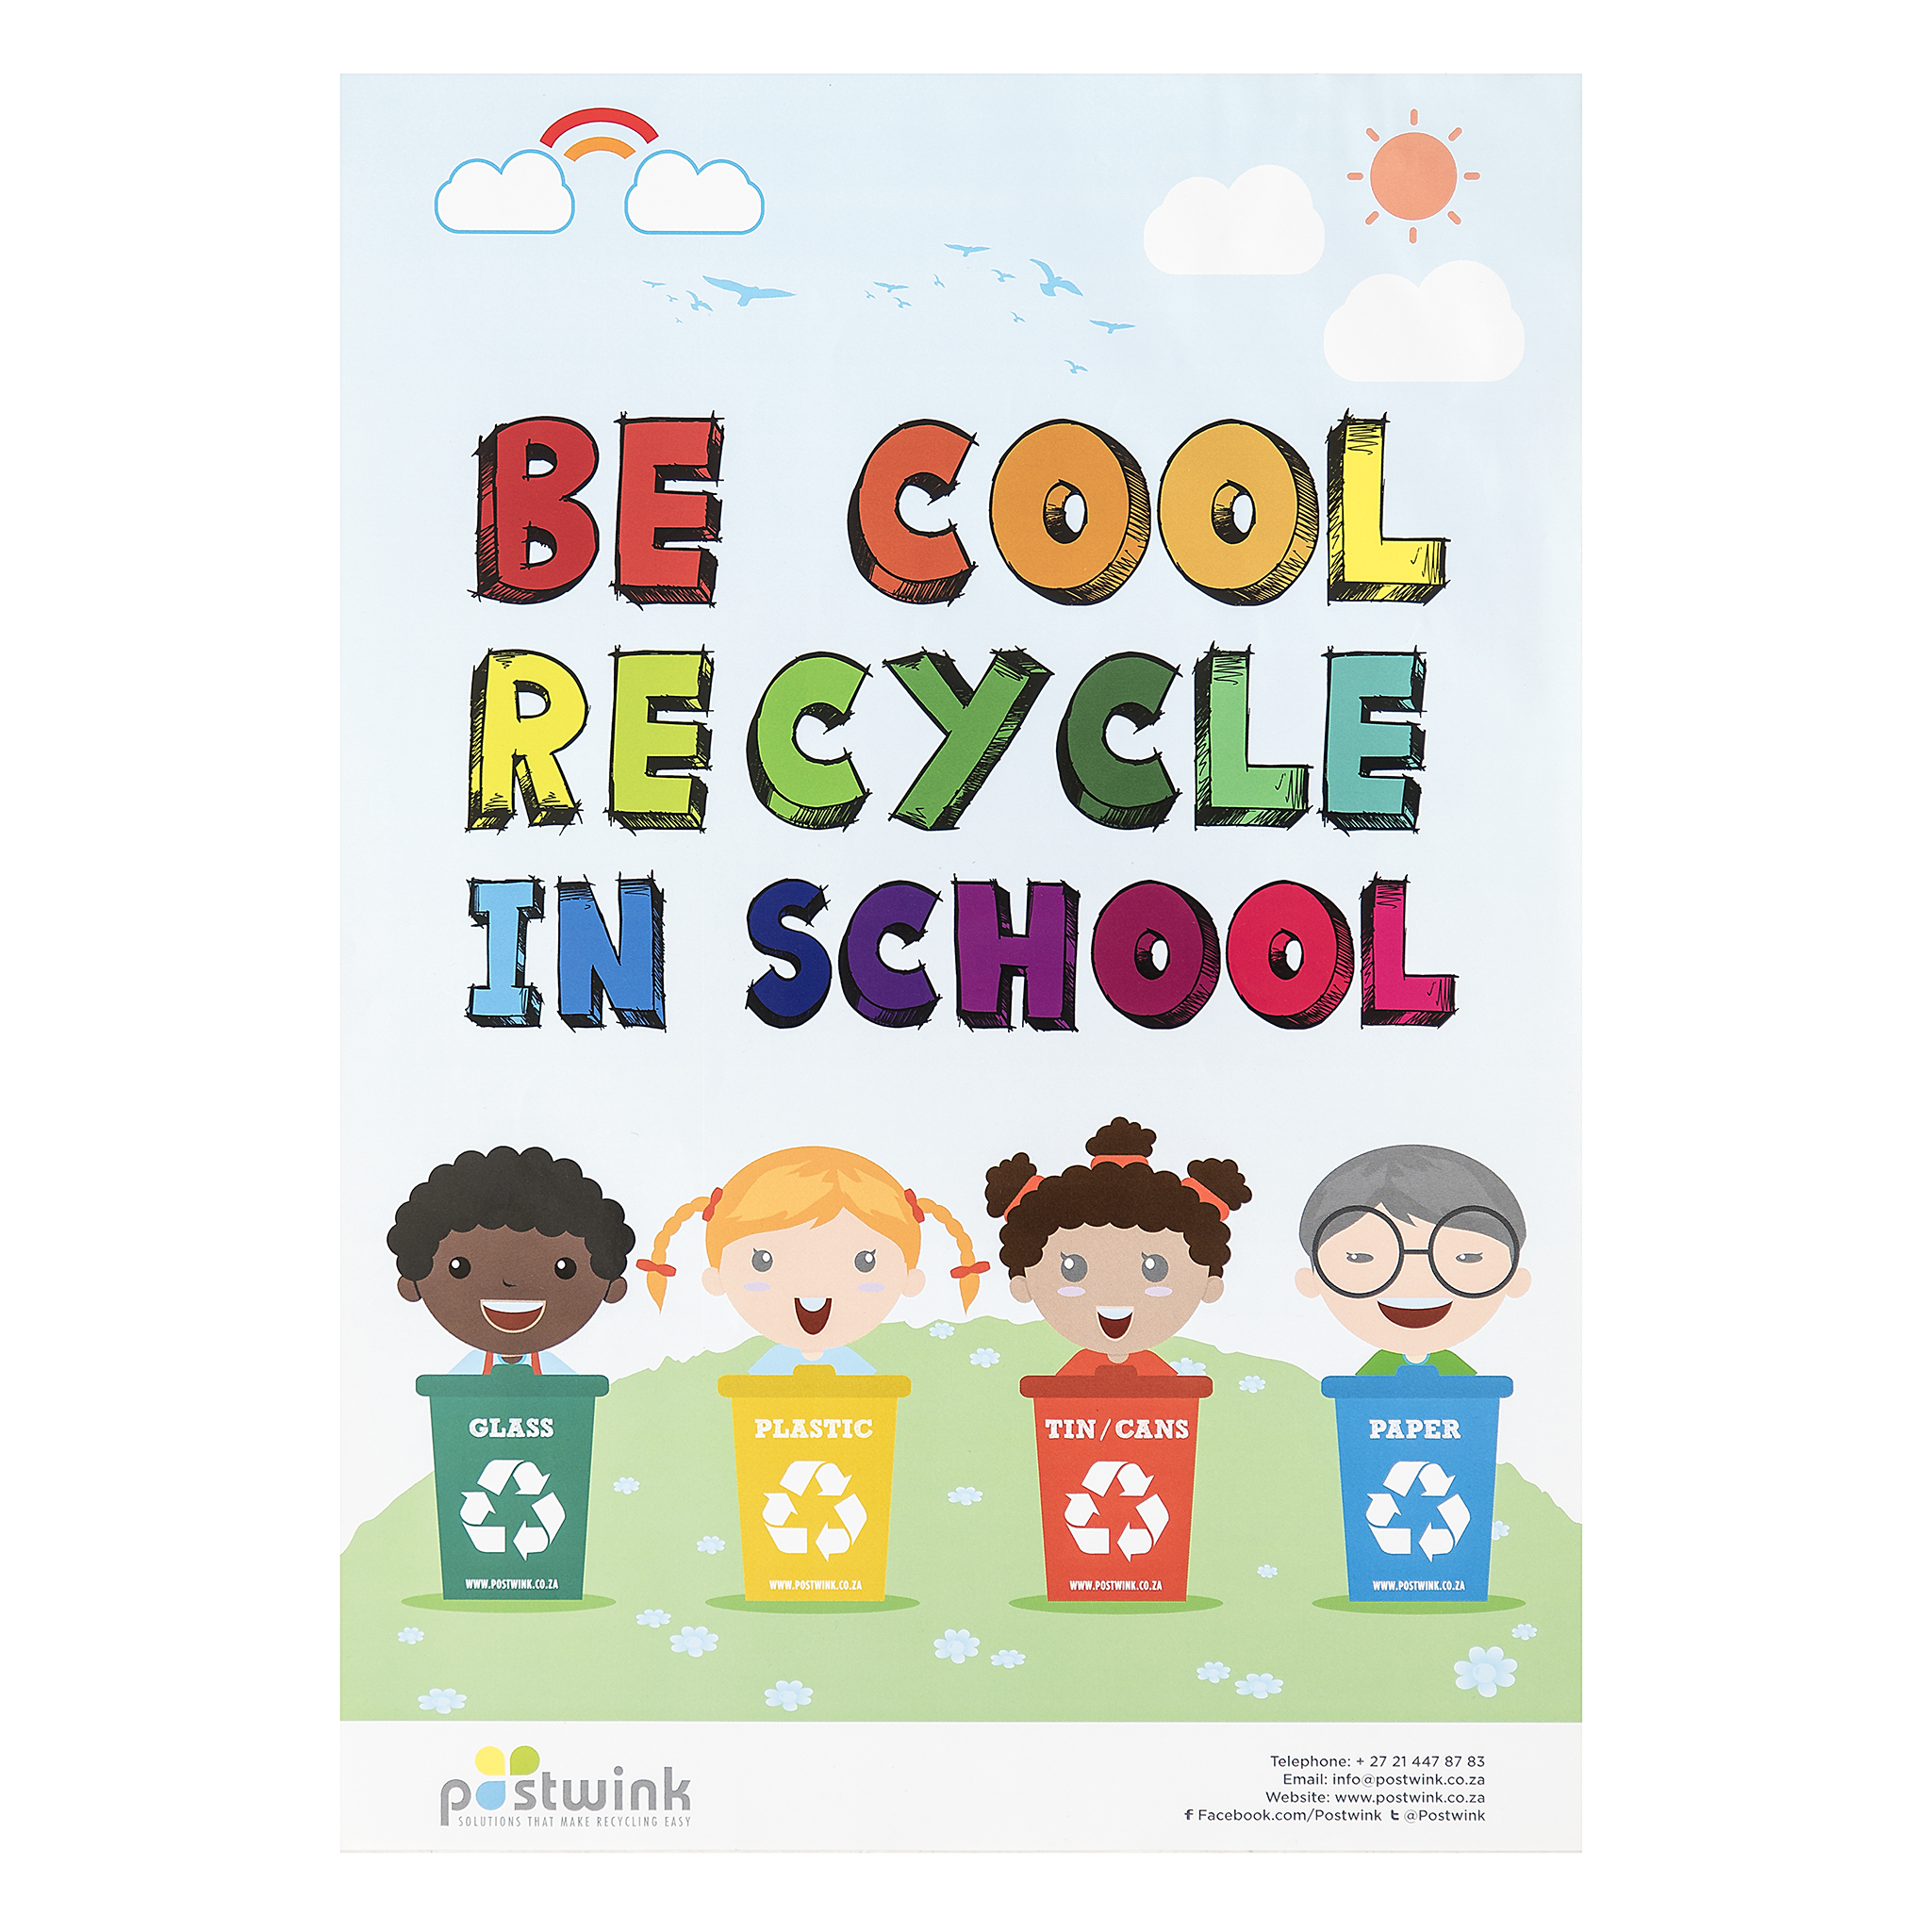 BE COOL
RECYCLE
IN SCHOOL
GLASS
WWW.POSTWINK.CO.ZA
PLASTIC
WWW.POSTWINK.CO.ZA
TIN/CANS
WWW.POSTWINK.CO.ZA
PAPER
WWW.POSTWINK.CO.ZA
postwink
SOLUTIONS THAT MAKE RECYCLING EASY
Telephone: + 27 21 447 87 83
Email: info@postwink.co.za
Website: www.postwink.co.za
f Facebook.com/Postwink t @Postwink